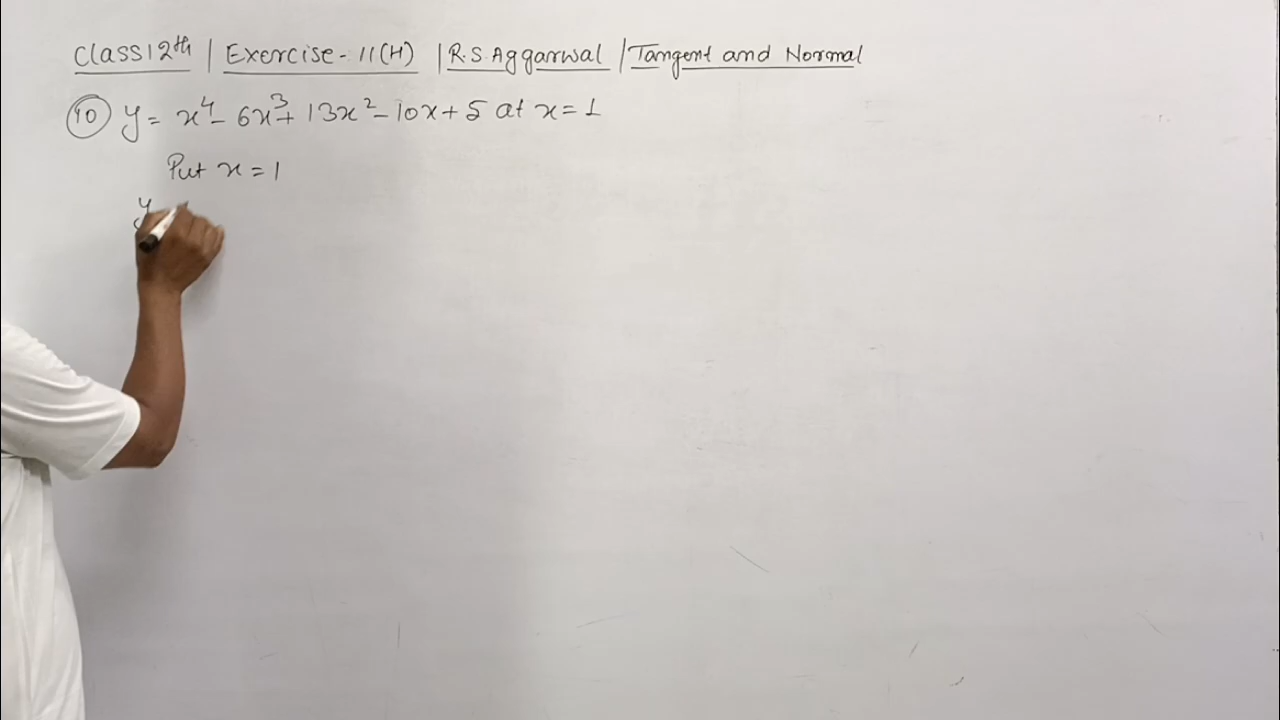 Class 12th | Exercise - 11(H) | R.S. Aggarwal | Tangent and Normal
10 y = x⁴ - 6x³ + 13x² - 10x + 5 at x = 1
Put x = 1
y